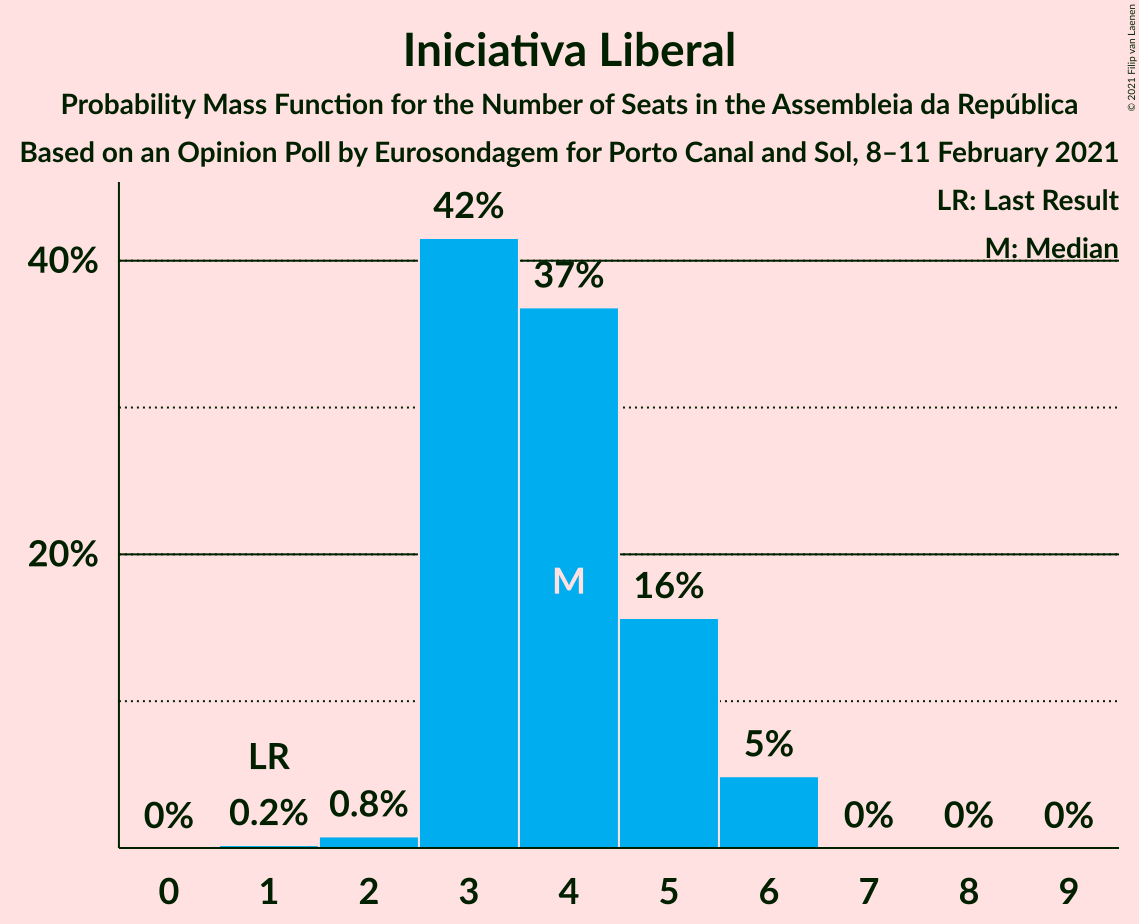 Iniciativa Liberal
Probability Mass Function for the Number of Seats in the Assembleia da República
Based on an Opinion Poll by Eurosondagem for Porto Canal and Sol, 8–11 February 2021
© 2021 Filip van Laenen
LR: Last Result
M: Median
40%
20%
0%
LR
0.2%
0.8%
42%
37%
M
16%
5%
0%
0%
0%
0 1 2 3 4 5 6 7 8 9